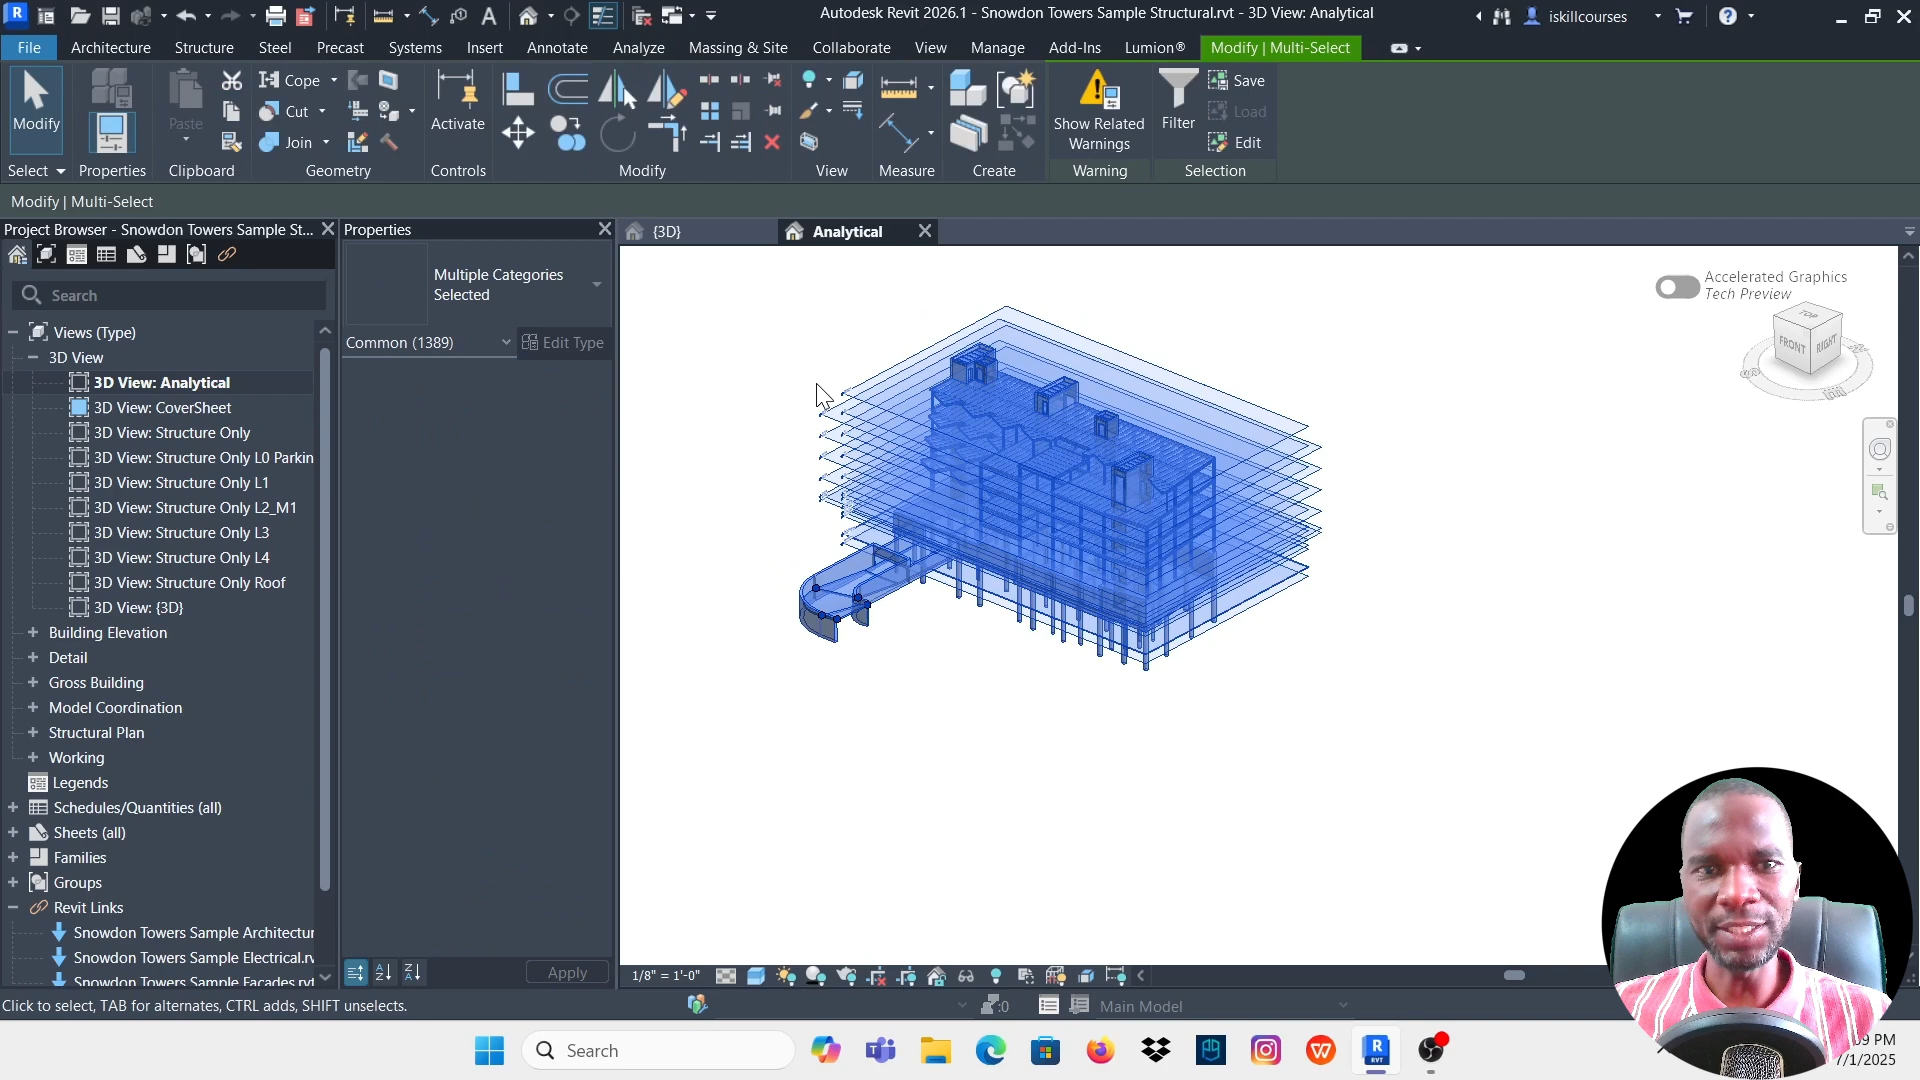 Autodesk Revit 2026.1 - Snowdon Towers Sample Structural.rvt - 3D View: Analytical
iskillcourses
File
Architecture
Structure
Steel
Precast
Systems
Insert
Annotate
Analyze
Massing & Site
Collaborate
View
Manage
Add-Ins
Lumion®
Modify | Multi-Select
Modify
Paste
Cope
Cut
Join
Activate
Show Related
Warnings
Filter
Save
Load
Edit
Select
Properties
Clipboard
Geometry
Controls
Modify
View
Measure
Create
Warning
Selection
Modify | Multi-Select
Project Browser - Snowdon Towers Sample St...
Properties
{3D}
Analytical
Search
Multiple Categories
Selected
Common (1389)
Edit Type
Views (Type)
3D View
3D View: Analytical
3D View: CoverSheet
3D View: Structure Only
3D View: Structure Only L0 Parkin
3D View: Structure Only L1
3D View: Structure Only L2_M1
3D View: Structure Only L3
3D View: Structure Only L4
3D View: Structure Only Roof
3D View: {3D}
Building Elevation
Detail
Gross Building
Model Coordination
Structural Plan
Working
Legends
Schedules/Quantities (all)
Sheets (all)
Families
Groups
Revit Links
Snowdon Towers Sample Architectur
Snowdon Towers Sample Electrical.rv
Snowdon Towers Sample Facades.rvt
Apply
Accelerated Graphics
Tech Preview
TOP
FRONT
RIGHT
1/8" = 1'-0"
Click to select, TAB for alternates, CTRL adds, SHIFT unselects.
:0
Main Model
Search
09 PM
7/1/2025